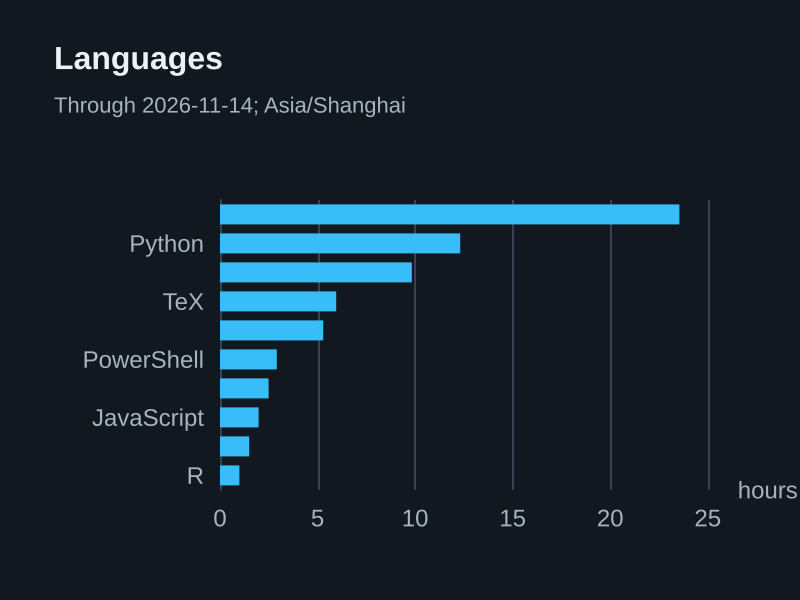 Languages
Through 2026-11-14; Asia/Shanghai
Python
TeX
PowerShell
JavaScript
R
hours
0 5 10 15 20 25